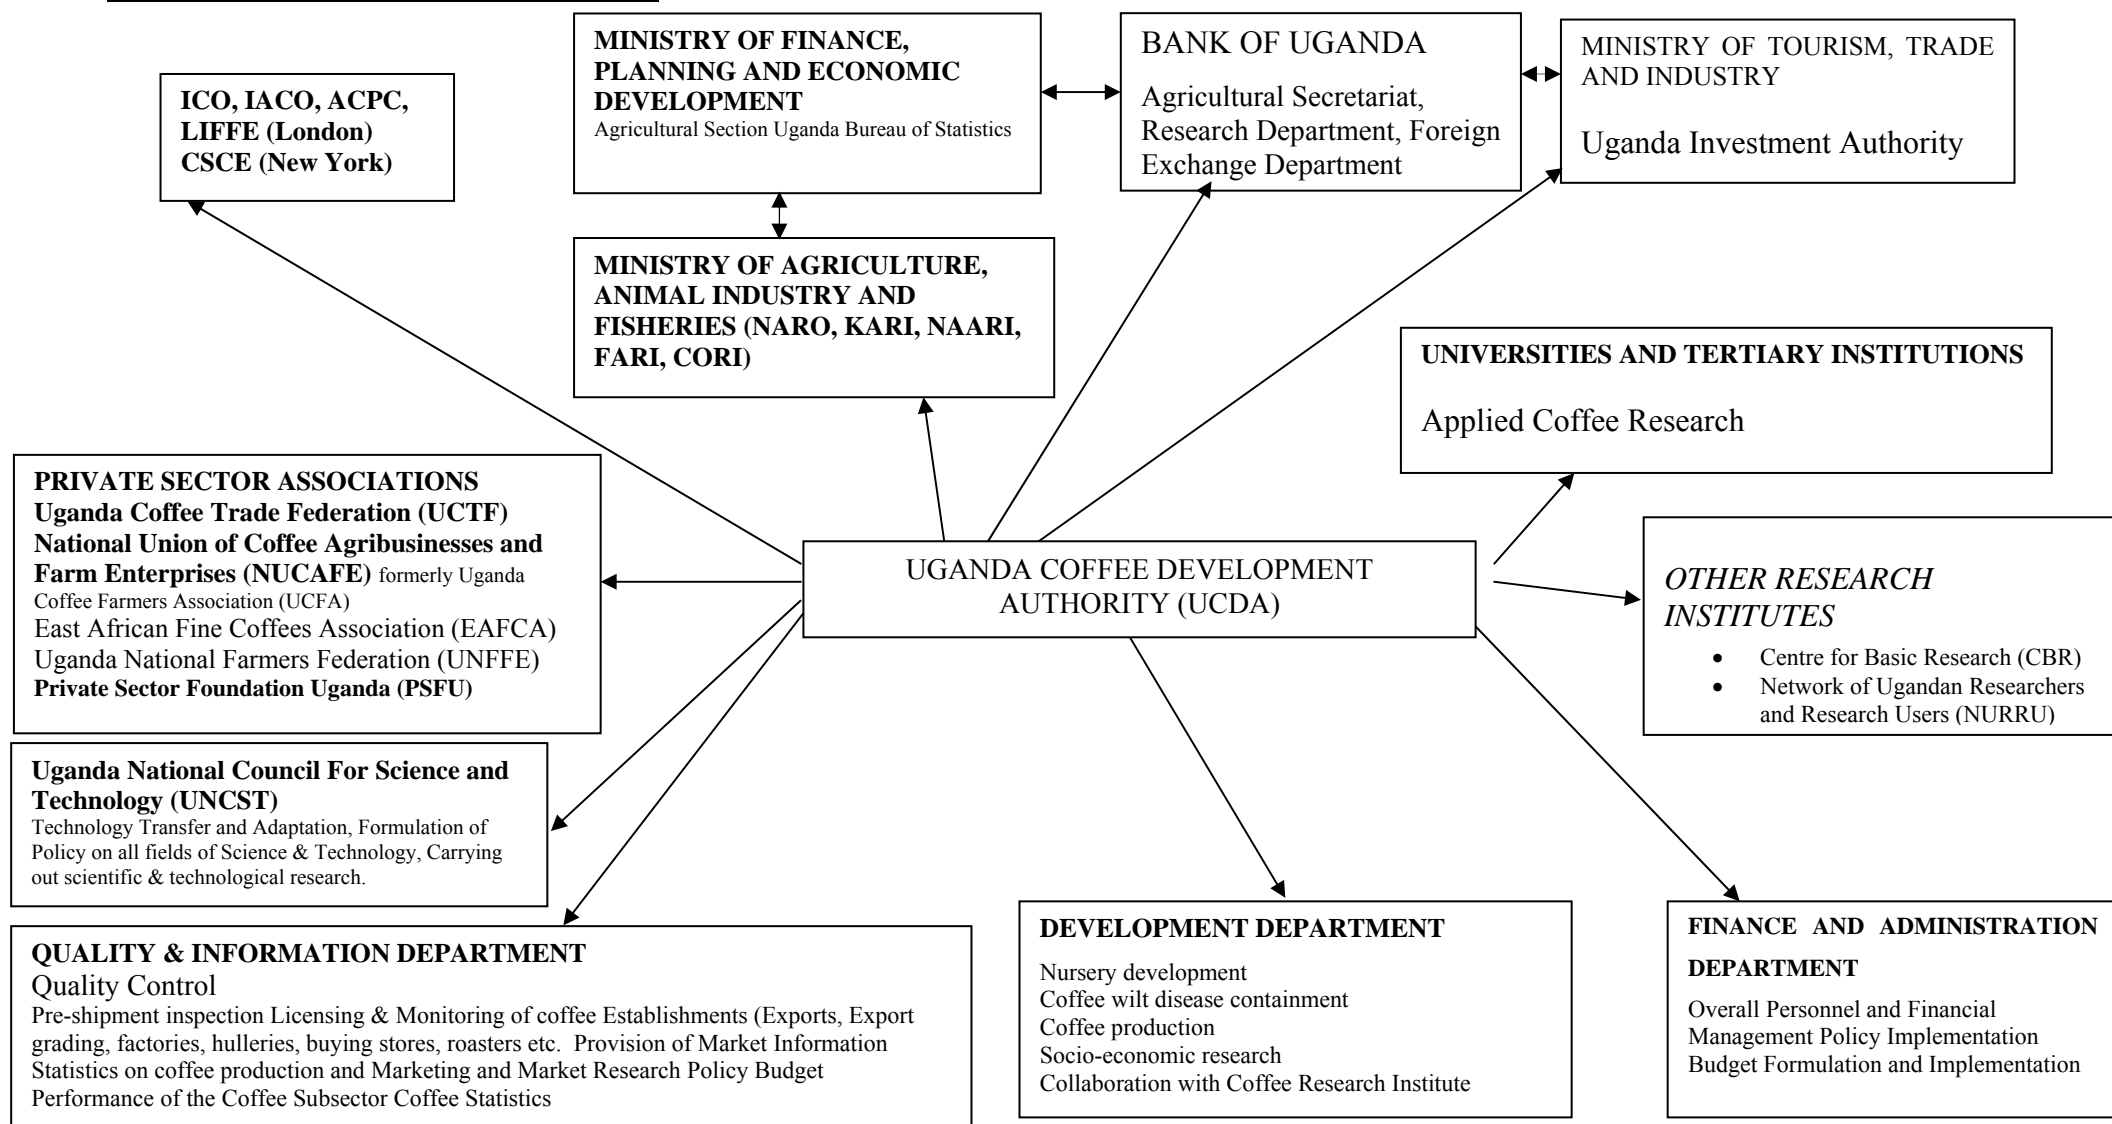 MINISTRY OF FINANCE,
PLANNING AND ECONOMIC
DEVELOPMENT
Agricultural Section Uganda Bureau of Statistics
BANK OF UGANDA
Agricultural Secretariat,
Research Department, Foreign
Exchange Department
MINISTRY OF TOURISM, TRADE
AND INDUSTRY
Uganda Investment Authority
ICO, IACO, ACPC,
LIFFE (London)
CSCE (New York)
MINISTRY OF AGRICULTURE,
ANIMAL INDUSTRY AND
FISHERIES (NARO, KARI, NAARI,
FARI, CORI)
UNIVERSITIES AND TERTIARY INSTITUTIONS
Applied Coffee Research
PRIVATE SECTOR ASSOCIATIONS
Uganda Coffee Trade Federation (UCTF)
National Union of Coffee Agribusinesses and
Farm Enterprises (NUCAFE) formerly Uganda
Coffee Farmers Association (UCFA)
East African Fine Coffees Association (EAFCA)
Uganda National Farmers Federation (UNFFE)
Private Sector Foundation Uganda (PSFU)
UGANDA COFFEE DEVELOPMENT
AUTHORITY (UCDA)
OTHER RESEARCH
INSTITUTES
• Centre for Basic Research (CBR)
• Network of Ugandan Researchers
and Research Users (NURRU)
Uganda National Council For Science and
Technology (UNCST)
Technology Transfer and Adaptation, Formulation of
Policy on all fields of Science & Technology, Carrying
out scientific & technological research.
QUALITY & INFORMATION DEPARTMENT
Quality Control
Pre-shipment inspection Licensing & Monitoring of coffee Establishments (Exports, Export
grading, factories, hulleries, buying stores, roasters etc. Provision of Market Information
Statistics on coffee production and Marketing and Market Research Policy Budget
Performance of the Coffee Subsector Coffee Statistics
DEVELOPMENT DEPARTMENT
Nursery development
Coffee wilt disease containment
Coffee production
Socio-economic research
Collaboration with Coffee Research Institute
FINANCE AND ADMINISTRATION
DEPARTMENT
Overall Personnel and Financial
Management Policy Implementation
Budget Formulation and Implementation